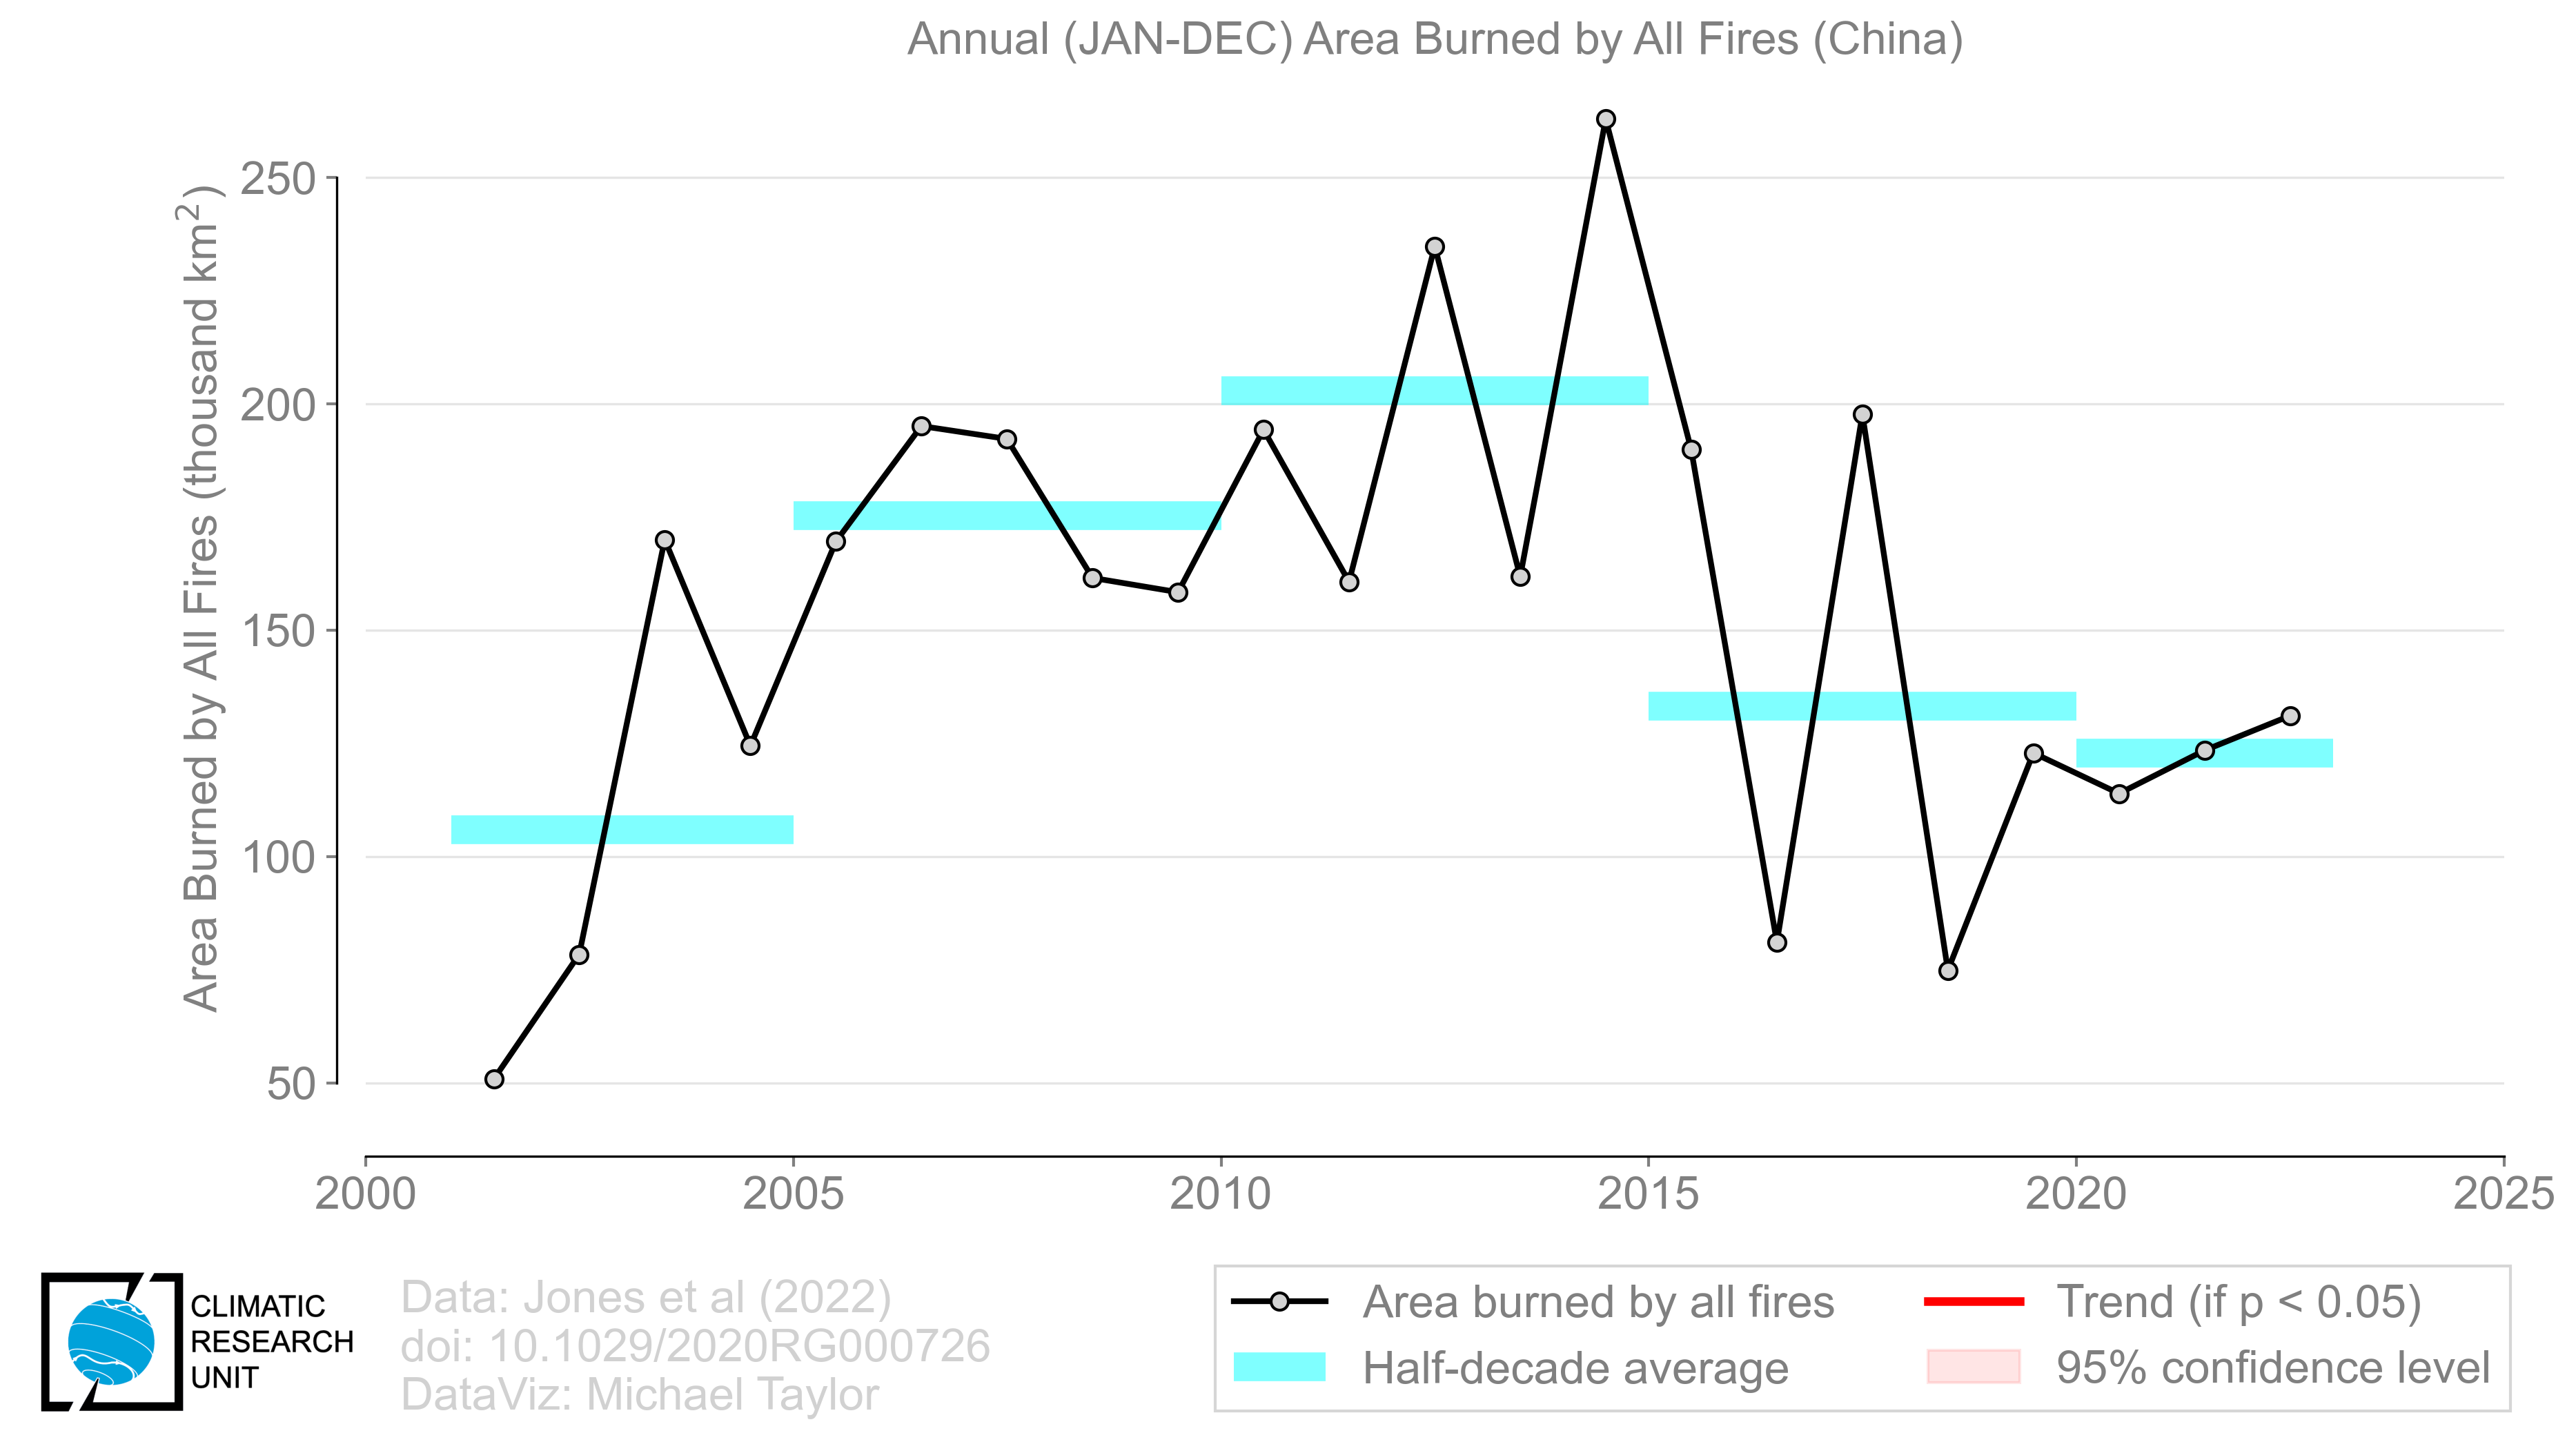 Annual (JAN-DEC) Area Burned by All Fires (China)
Area Burned by All Fires (thousand km²)
250
200
150
100
50
2000 2005 2010 2015 2020 2025
CLIMATIC
RESEARCH
UNIT
Data: Jones et al (2022)
doi: 10.1029/2020RG000726
DataViz: Michael Taylor
Area burned by all fires
Half-decade average
Trend (if p < 0.05)
95% confidence level